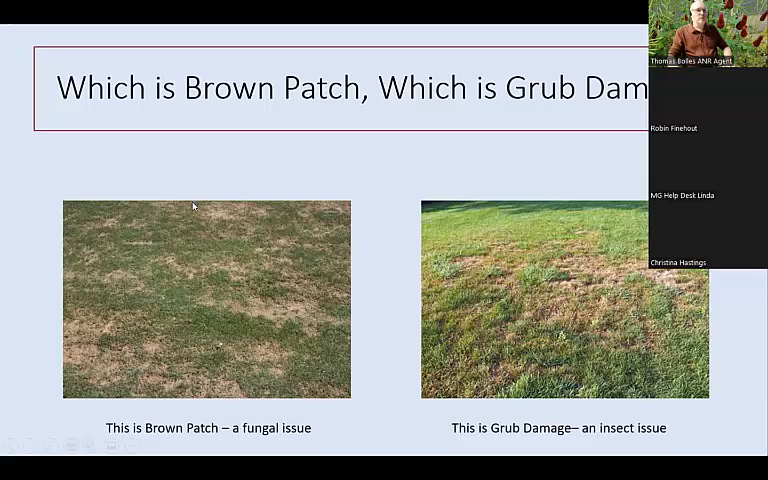 Which is Brown Patch, Which is Grub Dam
Thomas Bolles ANR Agent
Robin Finehout
MG Help Desk Linda
Christina Hastings
This is Brown Patch – a fungal issue
This is Grub Damage– an insect issue